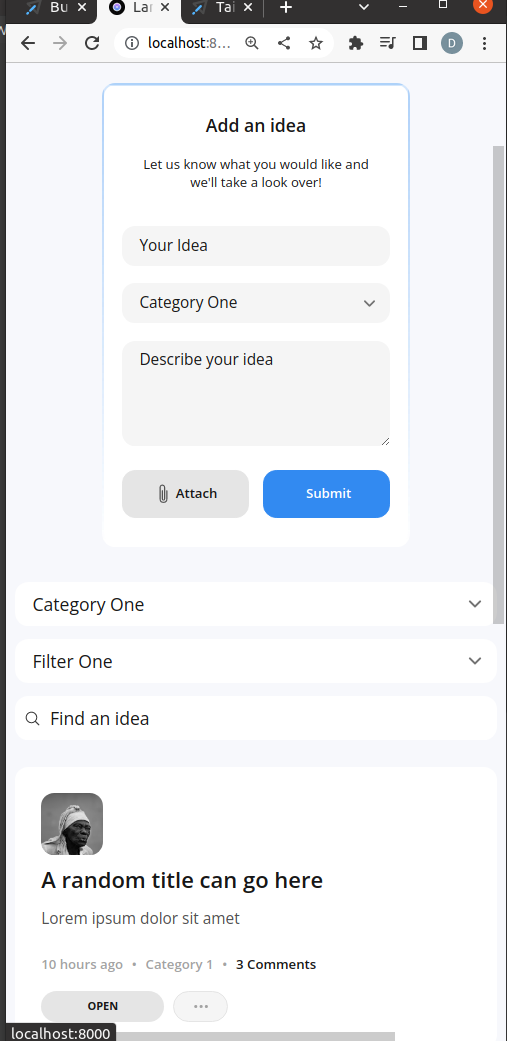 Bu
Lar
Tai
localhost:8...
D
Add an idea
Let us know what you would like and
we'll take a look over!
Your Idea
Category One
Describe your idea
Attach
Submit
Category One
Filter One
Find an idea
A random title can go here
Lorem ipsum dolor sit amet
10 hours ago • Category 1 • 3 Comments
OPEN
localhost:8000